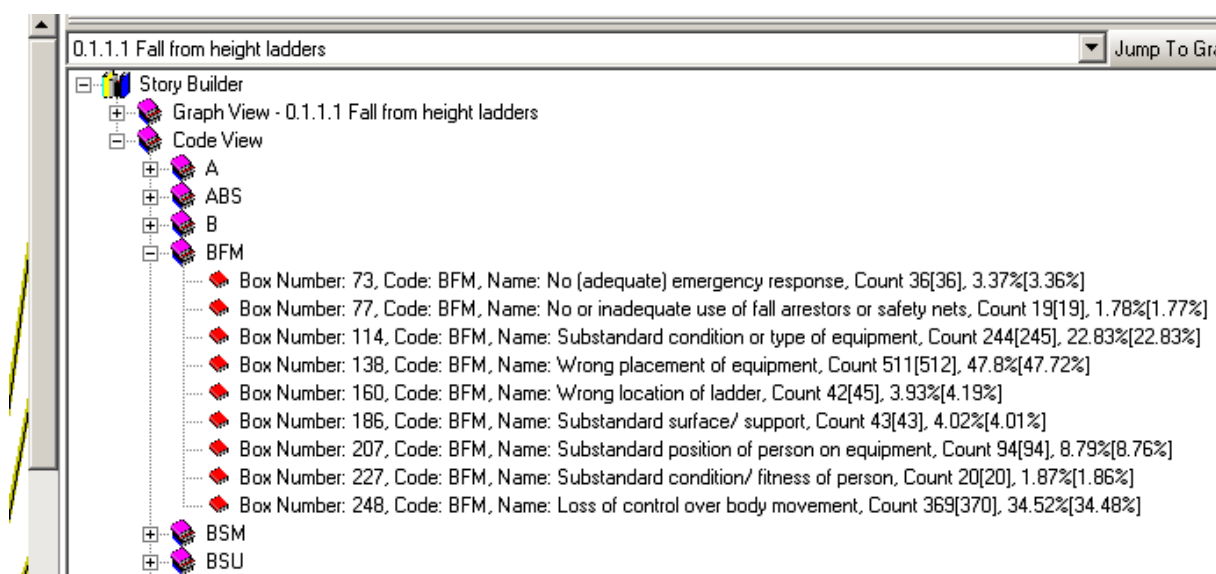 0.1.1.1 Fall from height ladders Jump To Gra
Story Builder
Graph View - 0.1.1.1 Fall from height ladders
Code View
A
ABS
B
BFM
Box Number: 73, Code: BFM, Name: No (adequate) emergency response, Count 36[36], 3.37%[3.36%]
Box Number: 77, Code: BFM, Name: No or inadequate use of fall arrestors or safety nets, Count 19[19], 1.78%[1.77%]
Box Number: 114, Code: BFM, Name: Substandard condition or type of equipment, Count 244[245], 22.83%[22.83%]
Box Number: 138, Code: BFM, Name: Wrong placement of equipment, Count 511[512], 47.8%[47.72%]
Box Number: 160, Code: BFM, Name: Wrong location of ladder, Count 42[45], 3.93%[4.19%]
Box Number: 186, Code: BFM, Name: Substandard surface/ support, Count 43[43], 4.02%[4.01%]
Box Number: 207, Code: BFM, Name: Substandard position of person on equipment, Count 94[94], 8.79%[8.76%]
Box Number: 227, Code: BFM, Name: Substandard condition/ fitness of person, Count 20[20], 1.87%[1.86%]
Box Number: 248, Code: BFM, Name: Loss of control over body movement, Count 369[370], 34.52%[34.48%]
BSM
BSU